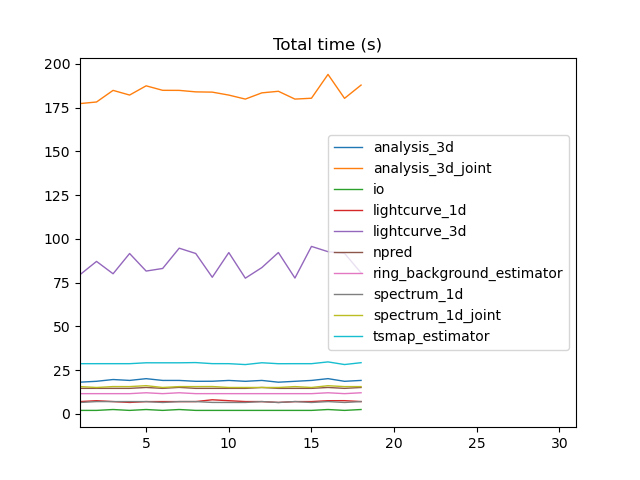 Total time (s)
200
175
150
125
100
75
50
25
0
5 10 15 20 25 30
analysis_3d
analysis_3d_joint
io
lightcurve_1d
lightcurve_3d
npred
ring_background_estimator
spectrum_1d
spectrum_1d_joint
tsmap_estimator